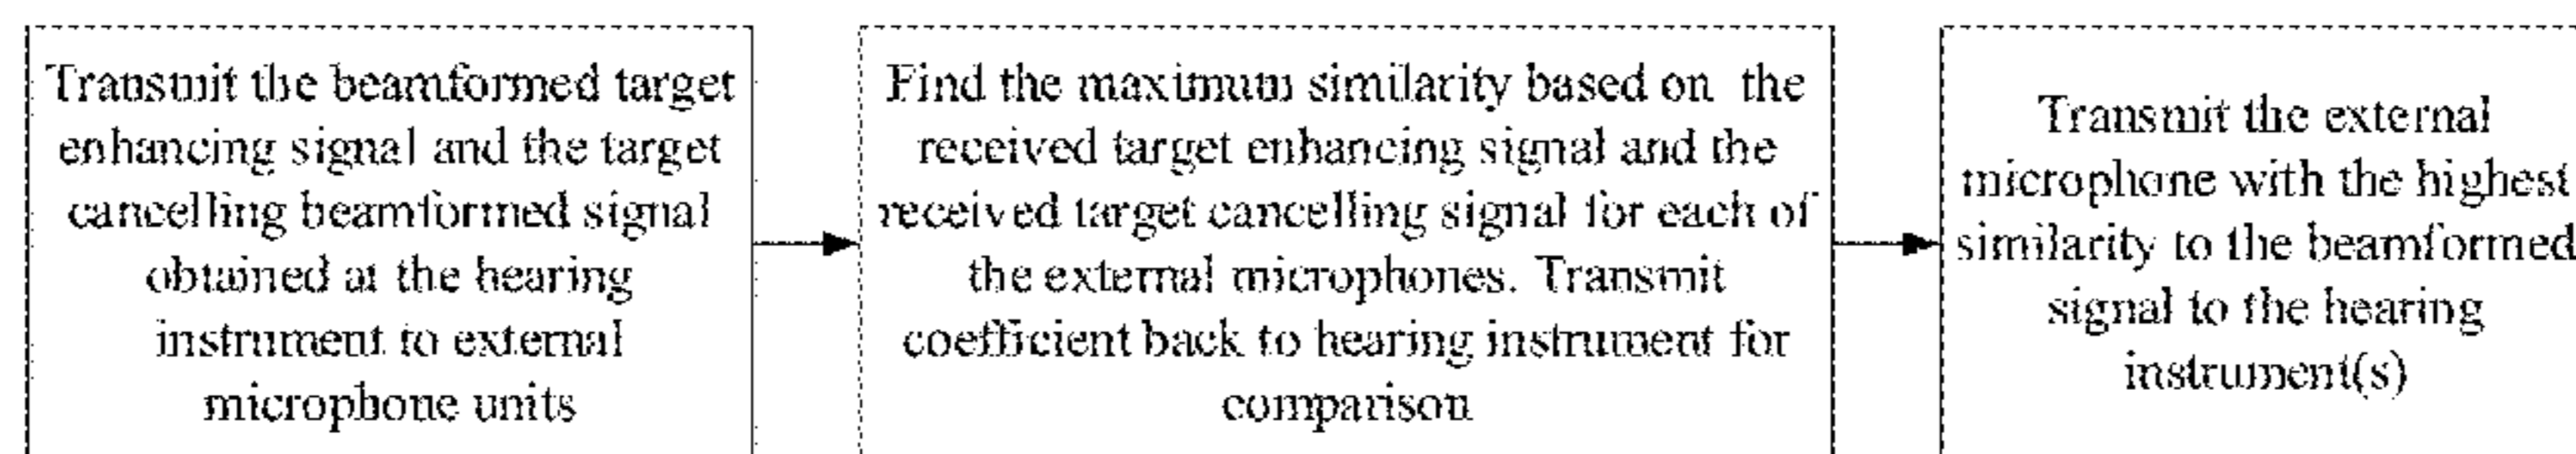 Transmit the beamformed target
enhancing signal and the target
cancelling beamformed signal
obtained at the hearing
instrument to external
microphone units
Find the maximum similarity based on the
received target enhancing signal and the
received target cancelling signal for each of
the external microphones. Transmit
coefficient back to hearing instrument for
comparison
Transmit the external
microphone with the highest
similarity to the beamformed
signal to the hearing
instrument(s)